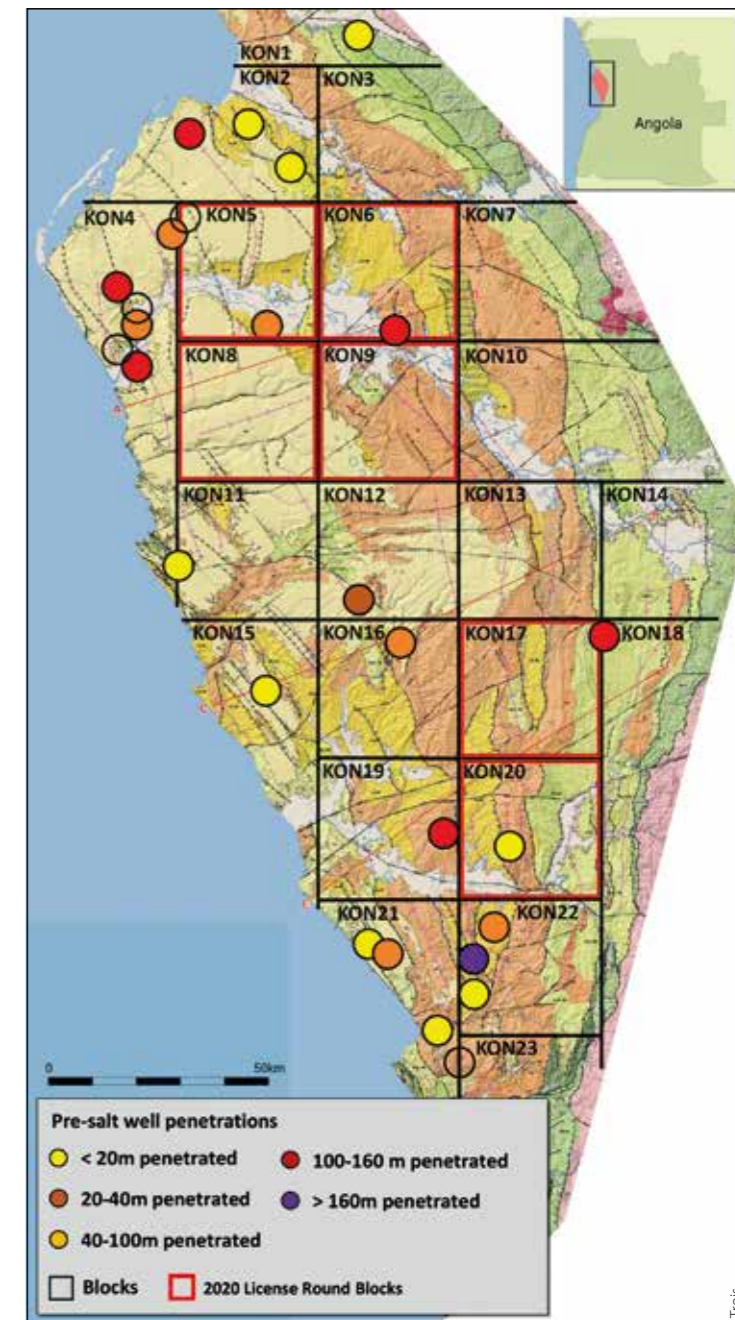 KON1
KON2 KON3
Angola
KON4 KON5 KON6 KON7
KON8 KON9 KON10
KON11 KON12 KON13 KON14
KON15 KON16 KON17 KON18
KON19 KON20
KON21 KON22
KON23
0 50km
Pre-salt well penetrations
< 20m penetrated
100-160 m penetrated
20-40m penetrated
> 160m penetrated
40-100m penetrated
Blocks
2020 License Round Blocks